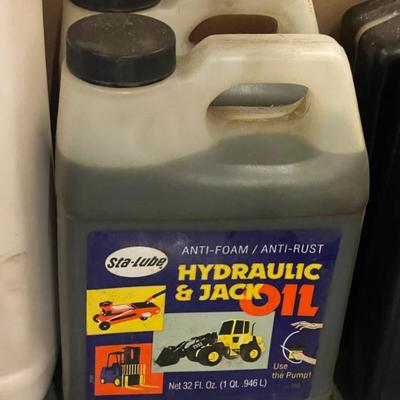 Sta-Lube
ANTI-FOAM / ANTI-RUST
HYDRAULIC
& JACK OIL
Use
the Pump!
Net 32 Fl. Oz. (1 Qt. .946 L)